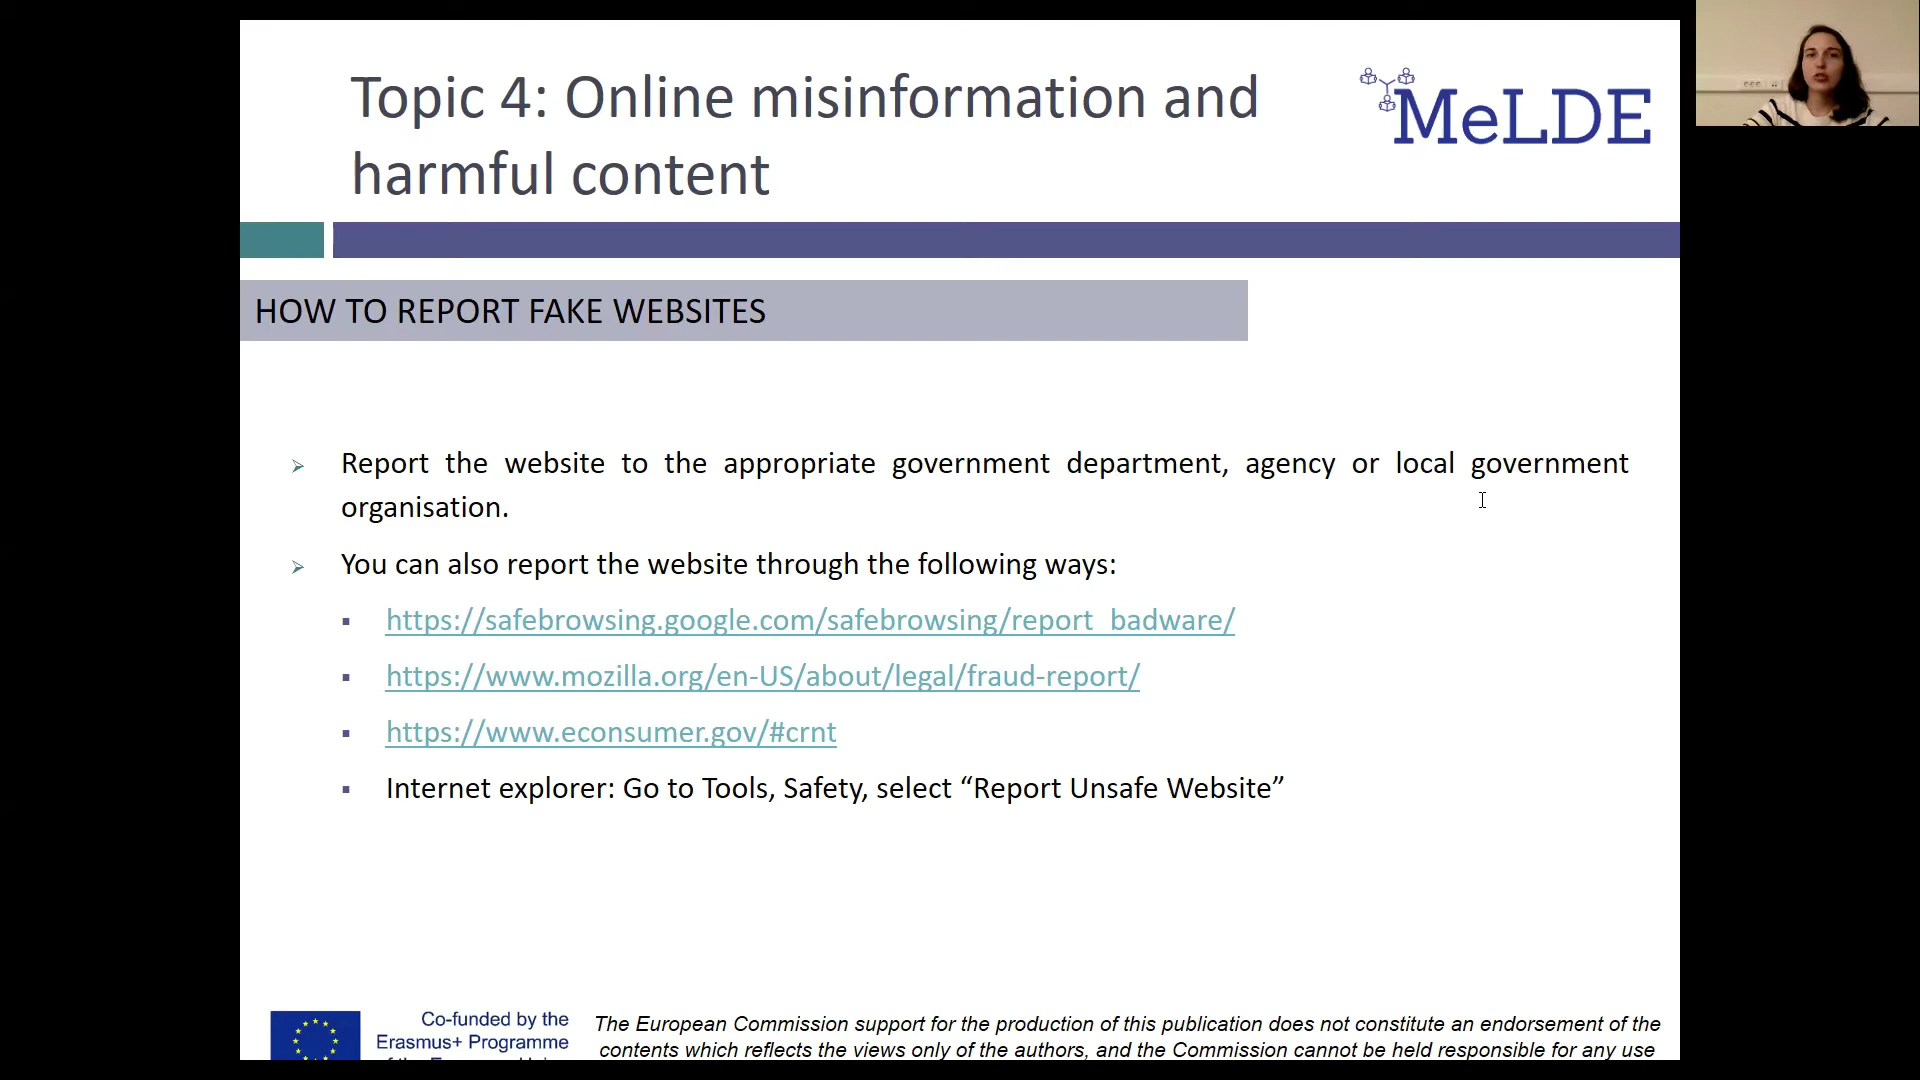 Topic 4: Online misinformation and
harmful content
MeLDE
HOW TO REPORT FAKE WEBSITES
Report the website to the appropriate government department, agency or local government
organisation.
You can also report the website through the following ways:
https://safebrowsing.google.com/safebrowsing/report_badware/
https://www.mozilla.org/en-US/about/legal/fraud-report/
https://www.econsumer.gov/#crnt
Internet explorer: Go to Tools, Safety, select “Report Unsafe Website”
Co-funded by the
Erasmus+ Programme
The European Commission support for the production of this publication does not constitute an endorsement of the
contents which reflects the views only of the authors, and the Commission cannot be held responsible for any use